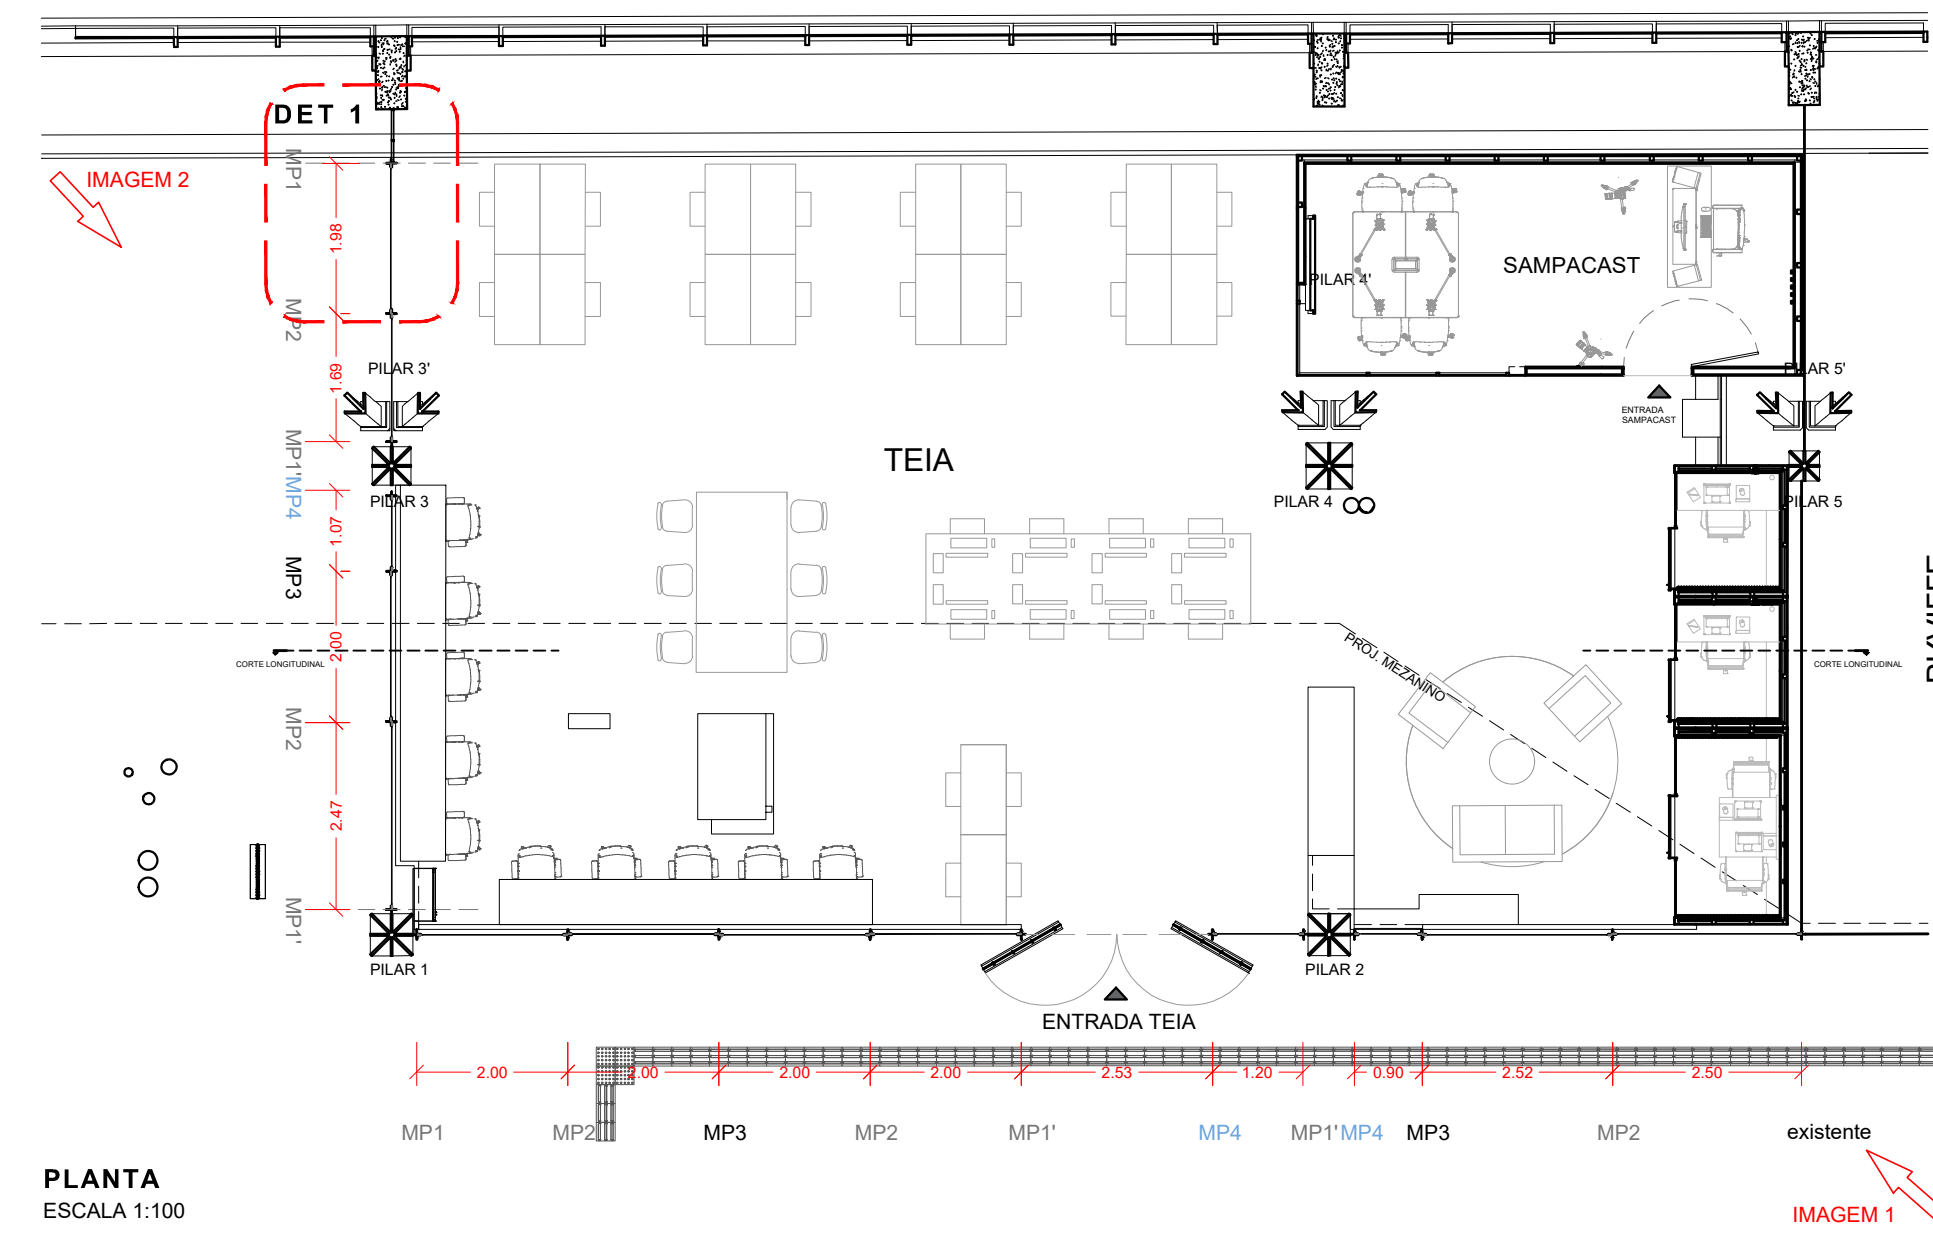 DET 1
MP1
IMAGEM 2
1.98
MP2
SAMPACAST
PILAR 4'
PILAR 3'
1.69
PILAR 5'
ENTRADA
SAMPACAST
MP1'
TEIA
MP4
PILAR 3
PILAR 4
PILAR 5
1.07
MP3
2.00
PROJ. MEZANINO
CORTE LONGITUDINAL
CORTE LONGITUDINAL
MP2
2.47
MP1'
PILAR 1
PILAR 2
ENTRADA TEIA
2.00
2.00
2.00
2.00
2.53
1.20
0.90
2.52
2.50
MP1
MP2
MP3
MP2
MP1'
MP4
MP1'
MP4
MP3
MP2
existente
PLANTA
ESCALA 1:100
IMAGEM 1